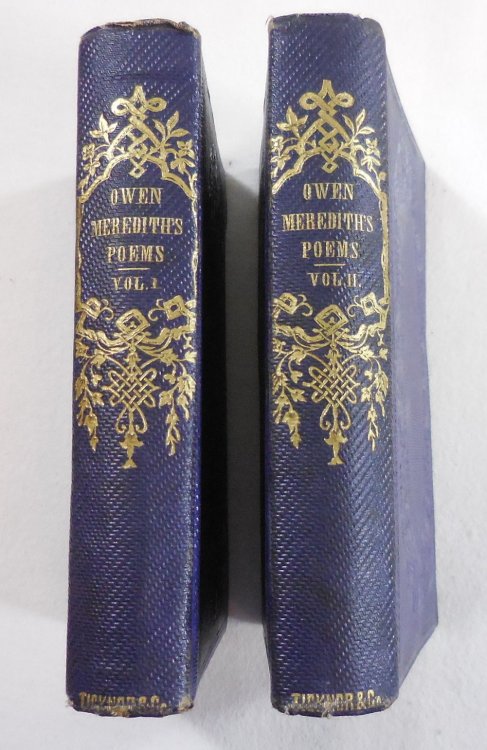 OWEN
MEREDITH'S
POEMS
VOL. I
TICKNOR & Co.
OWEN
MEREDITH'S
POEMS
VOL. II.
TICKNOR & Co.